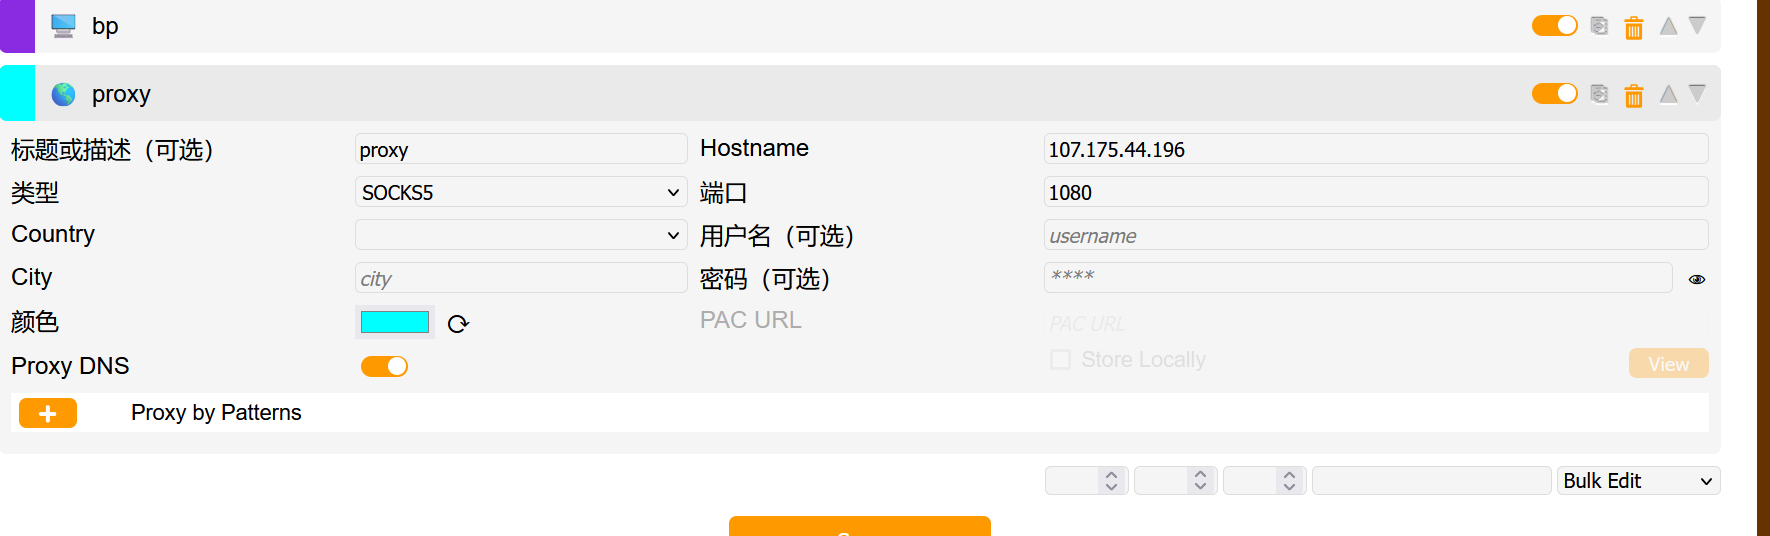 bp
proxy
标题或描述（可选） proxy Hostname 107.175.44.196
类型 SOCKS5 端口 1080
Country 用户名（可选） username
City city 密码（可选） ****
颜色 PAC URL PAC URL
Store Locally View
Proxy DNS
Proxy by Patterns
Bulk Edit